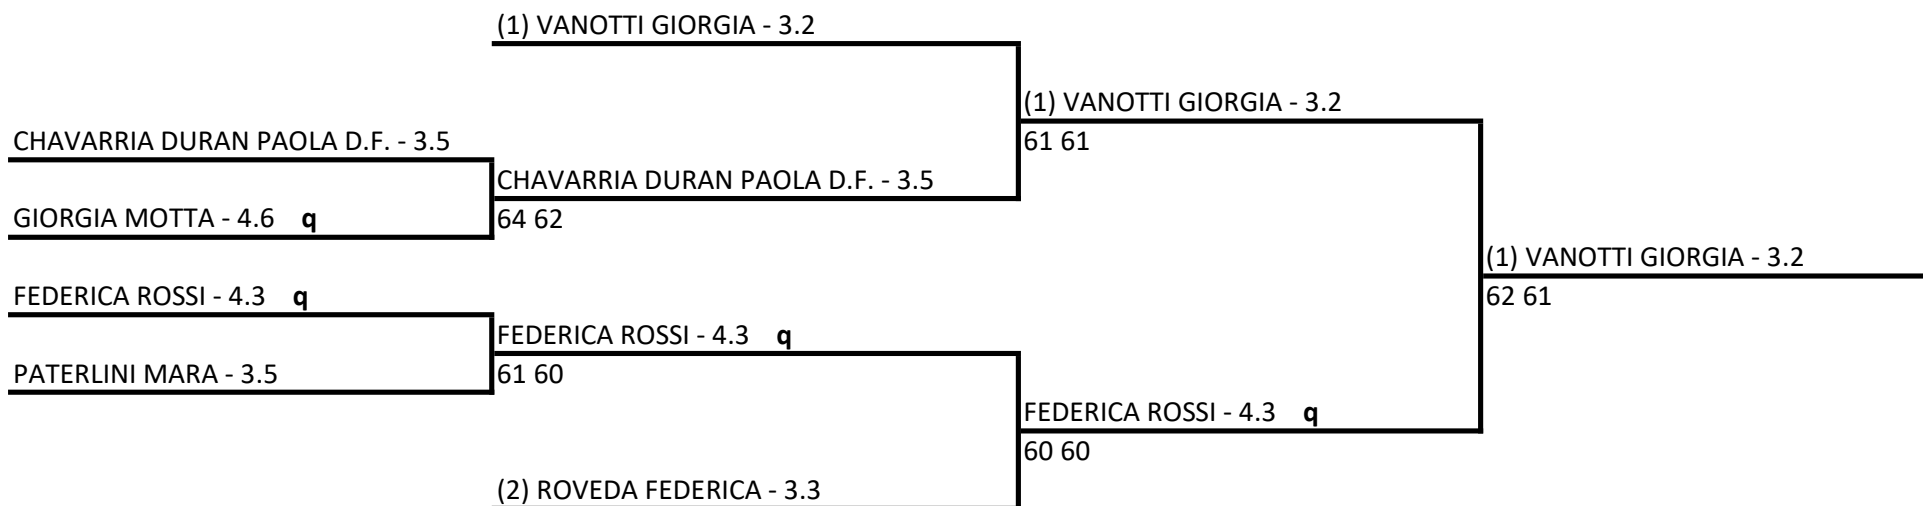 (1) VANOTTI GIORGIA - 3.2
(1) VANOTTI GIORGIA - 3.2
CHAVARRIA DURAN PAOLA D.F. - 3.5
61 61
CHAVARRIA DURAN PAOLA D.F. - 3.5
GIORGIA MOTTA - 4.6 q
64 62
(1) VANOTTI GIORGIA - 3.2
FEDERICA ROSSI - 4.3 q
62 61
FEDERICA ROSSI - 4.3 q
PATERLINI MARA - 3.5
61 60
FEDERICA ROSSI - 4.3 q
60 60
(2) ROVEDA FEDERICA - 3.3